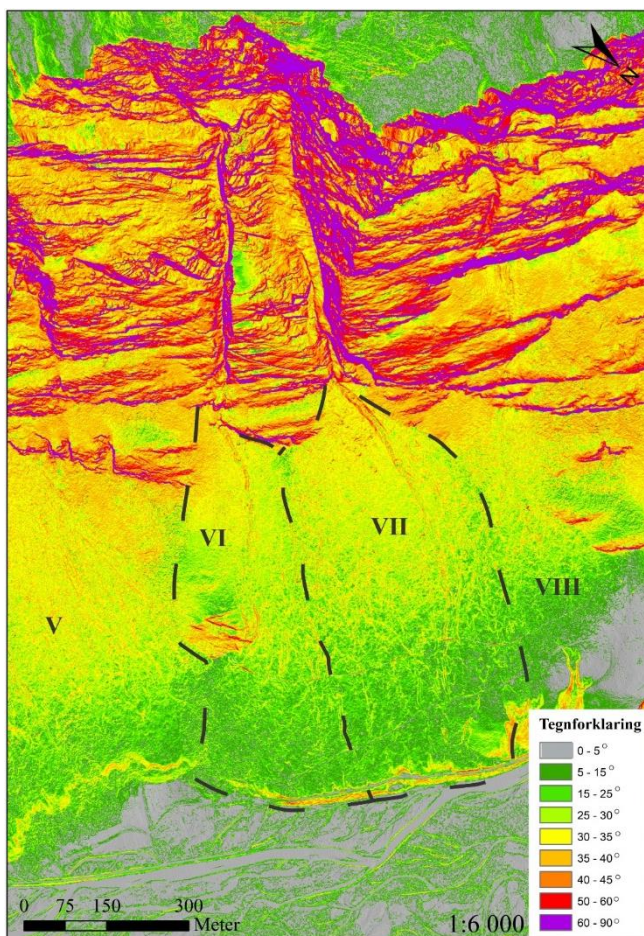 N
VI
VII
VIII
V
Tegnforklaring
0 - 5°
5 - 15°
15 - 25°
25 - 30°
30 - 35°
35 - 40°
40 - 45°
50 - 60°
60 - 90°
0 75 150 300
Meter
1:6 000